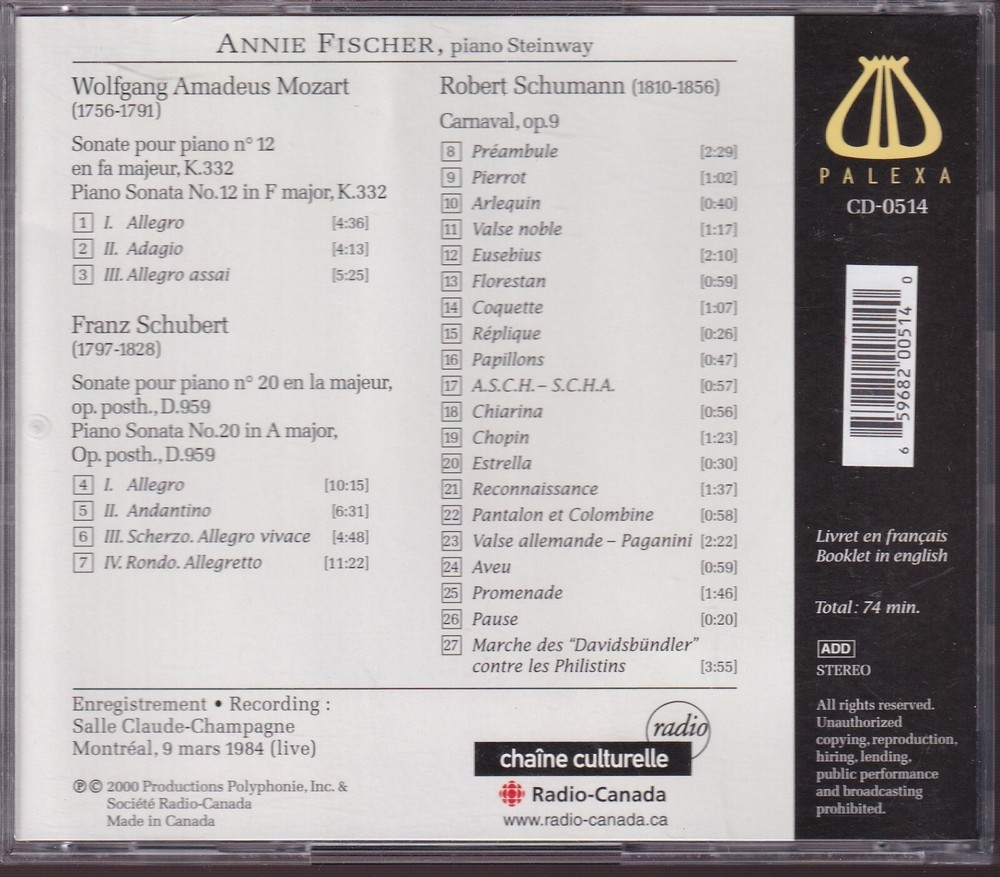 ANNIE FISCHER, piano Steinway
Wolfgang Amadeus Mozart
(1756-1791)
Sonate pour piano n° 12
en fa majeur, K.332
Piano Sonata No.12 in F major, K.332
1 I. Allegro [4:36]
2 II. Adagio [4:13]
3 III. Allegro assai [5:25]
Franz Schubert
(1797-1828)
Sonate pour piano n° 20 en la majeur,
op. posth., D.959
Piano Sonata No.20 in A major,
Op. posth., D.959
4 I. Allegro [10:15]
5 II. Andantino [6:31]
6 III. Scherzo. Allegro vivace [4:48]
7 IV. Rondo. Allegretto [11:22]
Robert Schumann (1810-1856)
Carnaval, op.9
8 Préambule [2:29]
9 Pierrot [1:02]
10 Arlequin [0:40]
11 Valse noble [1:17]
12 Eusebius [2:10]
13 Florestan [0:59]
14 Coquette [1:07]
15 Réplique [0:26]
16 Papillons [0:47]
17 A.S.C.H. – S.C.H.A. [0:57]
18 Chiarina [0:56]
19 Chopin [1:23]
20 Estrella [0:30]
21 Reconnaissance [1:37]
22 Pantalon et Colombine [0:58]
23 Valse allemande – Paganini [2:22]
24 Aveu [0:59]
25 Promenade [1:46]
26 Pause [0:20]
27 Marche des "Davidsbündler"
contre les Philistins [3:55]
Enregistrement • Recording :
Salle Claude-Champagne
Montréal, 9 mars 1984 (live)
℗© 2000 Productions Polyphonie, Inc. &
Société Radio-Canada
Made in Canada
radio
chaîne culturelle
Radio-Canada
www.radio-canada.ca
PALEXA
CD-0514
6 59682 00514 0
Livret en français
Booklet in english
Total : 74 min.
ADD
STEREO
All rights reserved.
Unauthorized
copying, reproduction,
hiring, lending,
public performance
and broadcasting
prohibited.